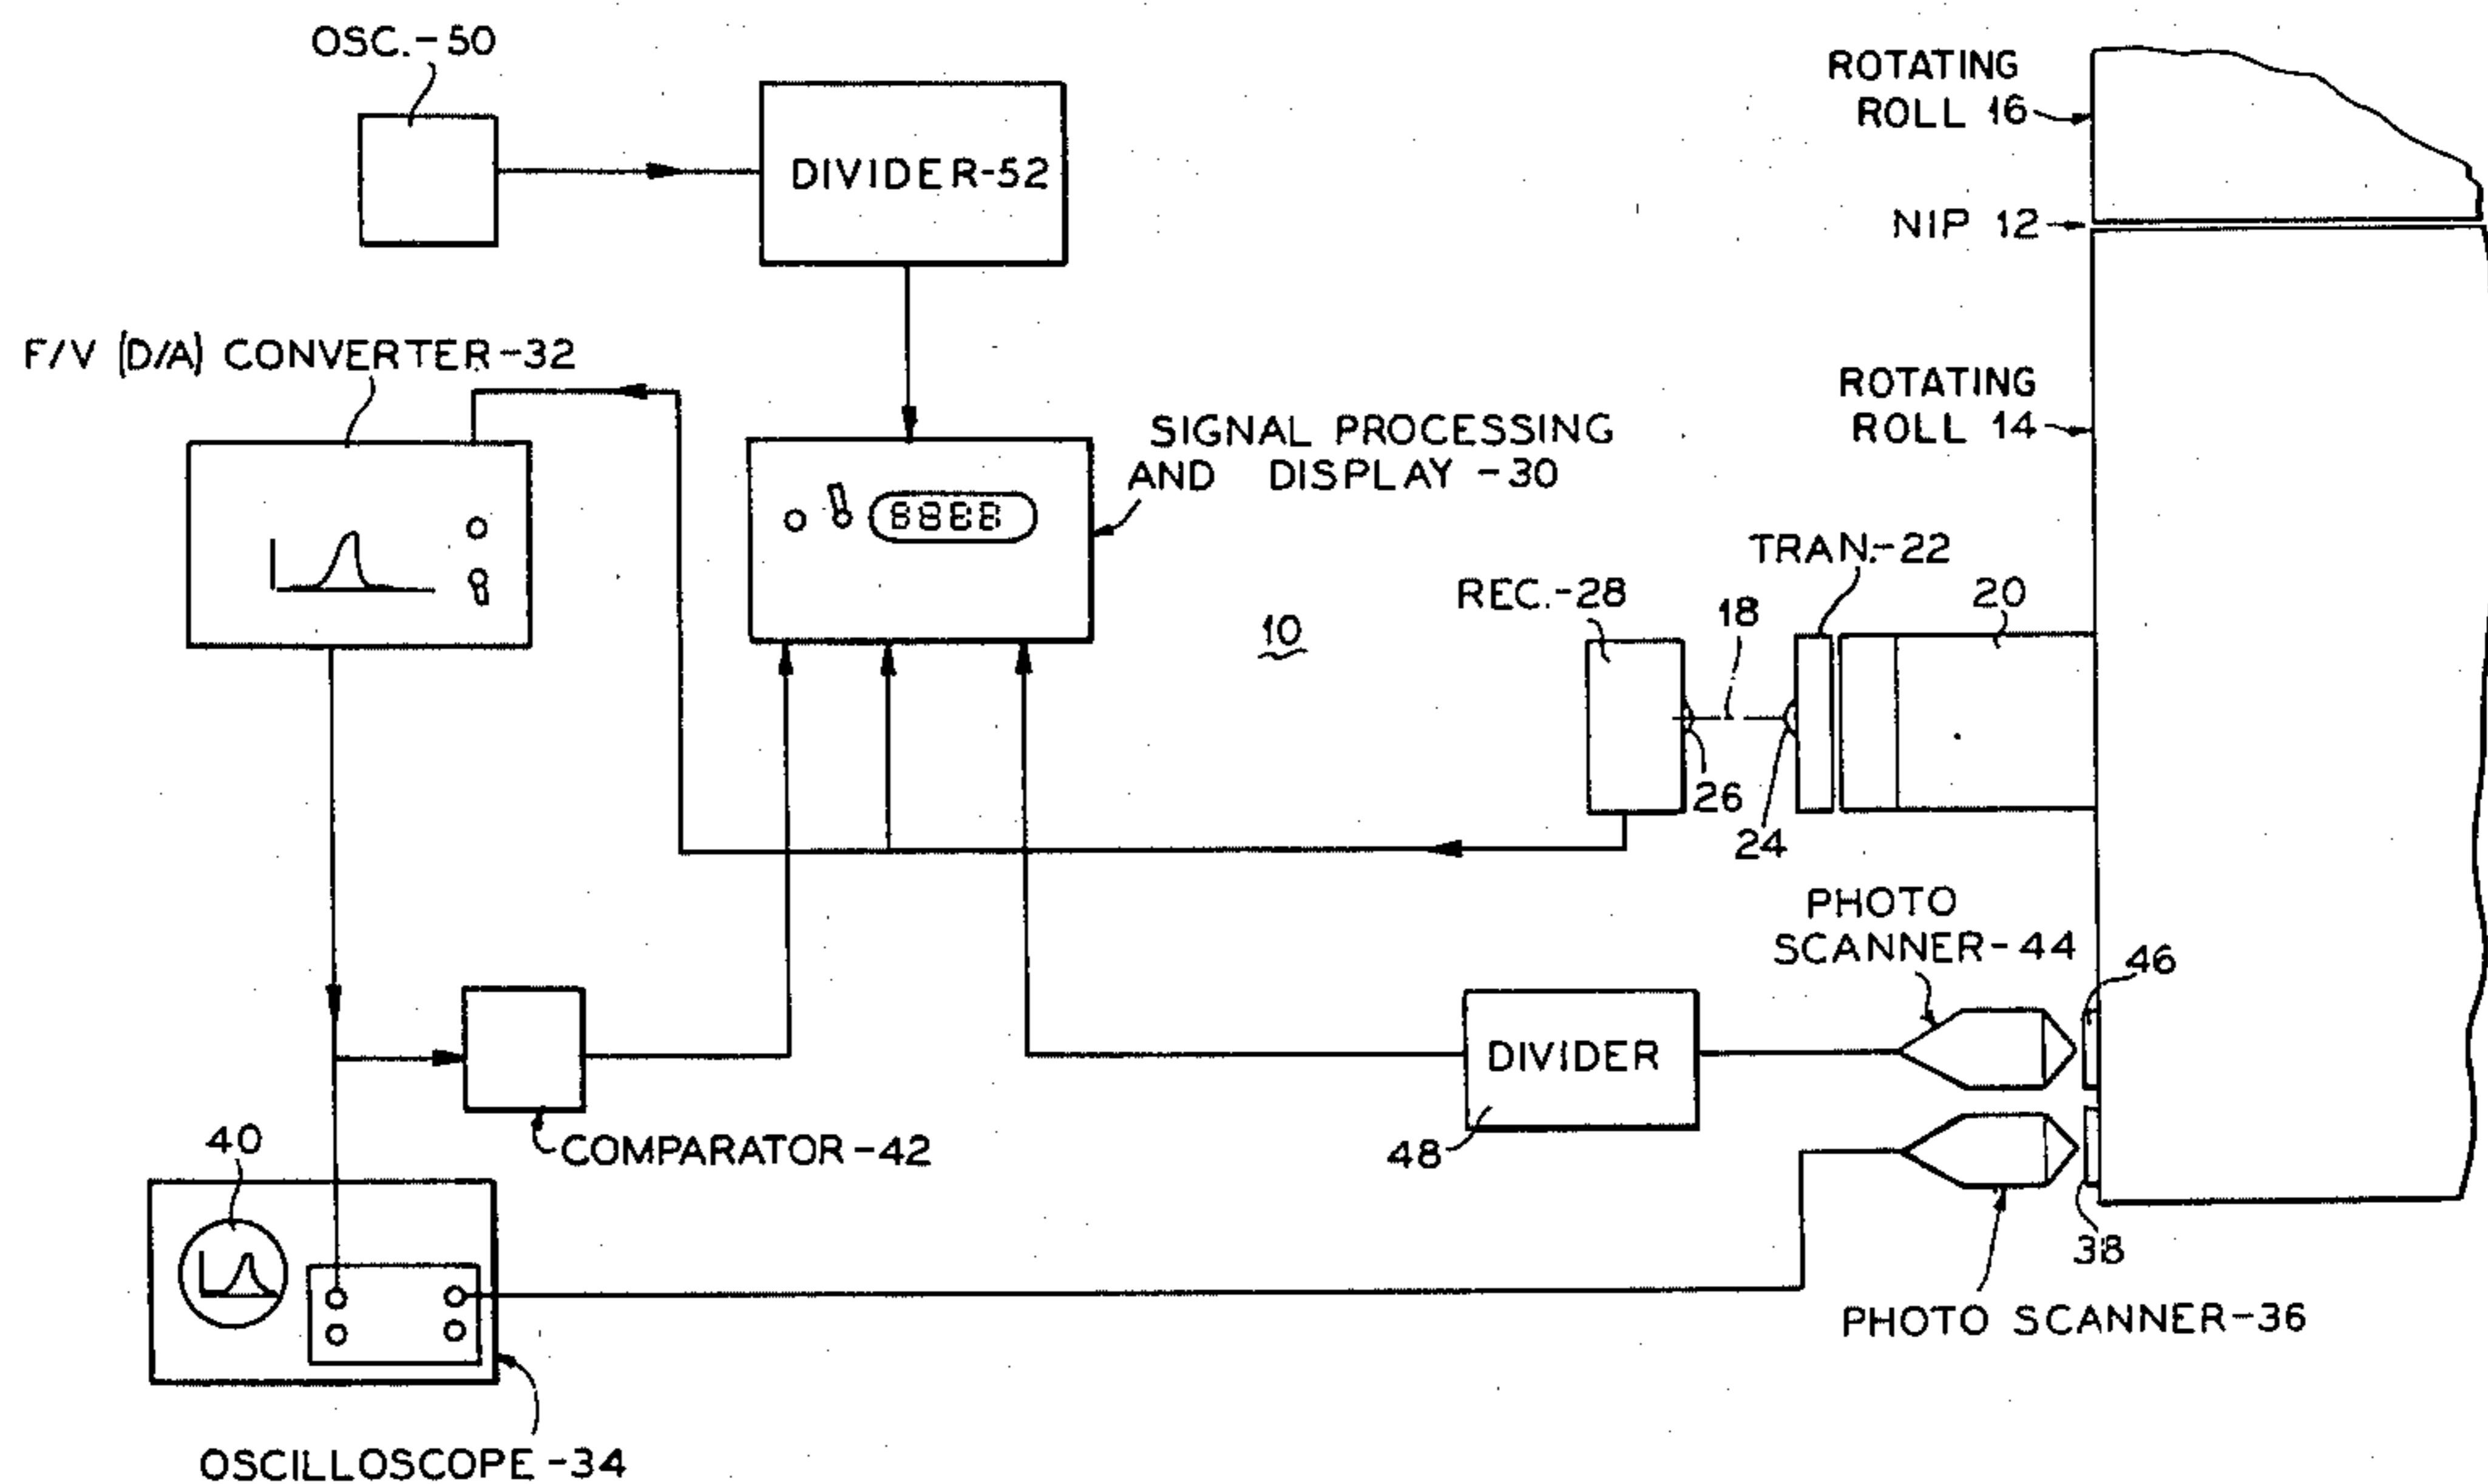 OSC.-50
ROTATING
ROLL 16
DIVIDER-52
NIP 12
F/V (D/A) CONVERTER-32
ROTATING
ROLL 14
SIGNAL PROCESSING
AND DISPLAY -30
8888
TRAN.-22
REC.-28
18
20
10
26
24
PHOTO
SCANNER-44
46
DIVIDER
40
COMPARATOR-42
48
38
PHOTO SCANNER-36
OSCILLOSCOPE-34